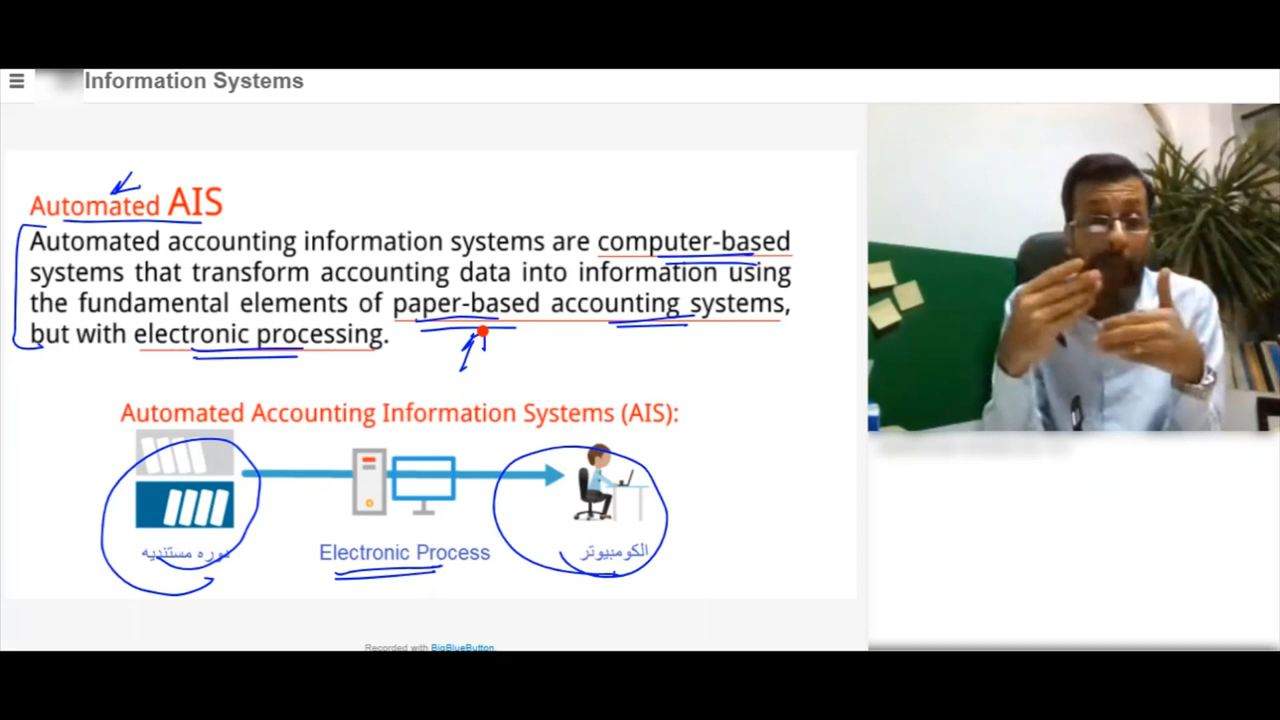 Information Systems
Automated AIS
Automated accounting information systems are computer-based
systems that transform accounting data into information using
the fundamental elements of paper-based accounting systems,
but with electronic processing.
Automated Accounting Information Systems (AIS):
دوره مستنديه
Electronic Process
الكومبيوتر
Recorded with BigBlueButton.